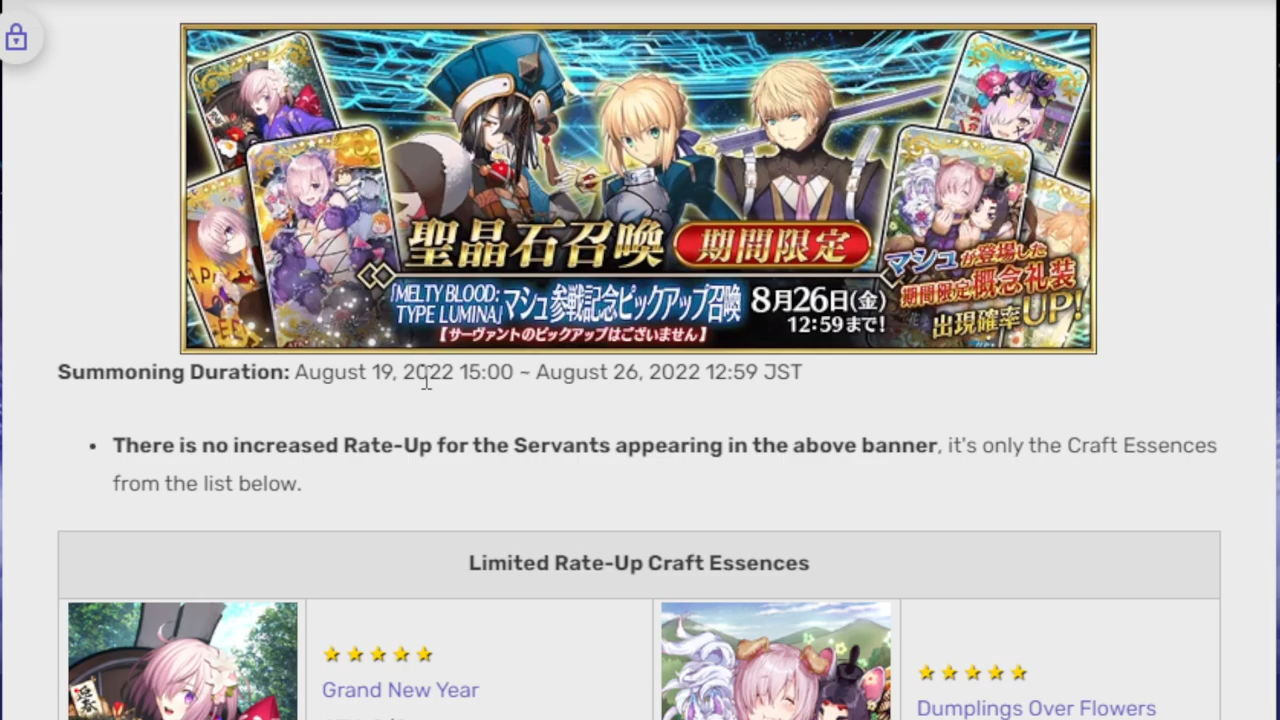 聖晶石召喚 期間限定
「MELTY BLOOD:
TYPE LUMINA」マシュ参戦記念ピックアップ召喚
8月26日(金)
12:59まで!
【サーヴァントのピックアップはございません】
マシュが登場した
期間限定概念礼装
出現確率UP!
Summoning Duration: August 19, 2022 15:00 ~ August 26, 2022 12:59 JST
• There is no increased Rate-Up for the Servants appearing in the above banner, it's only the Craft Essences
from the list below.
Limited Rate-Up Craft Essences
迎春
★★★★★
Grand New Year
★★★★★
Dumplings Over Flowers